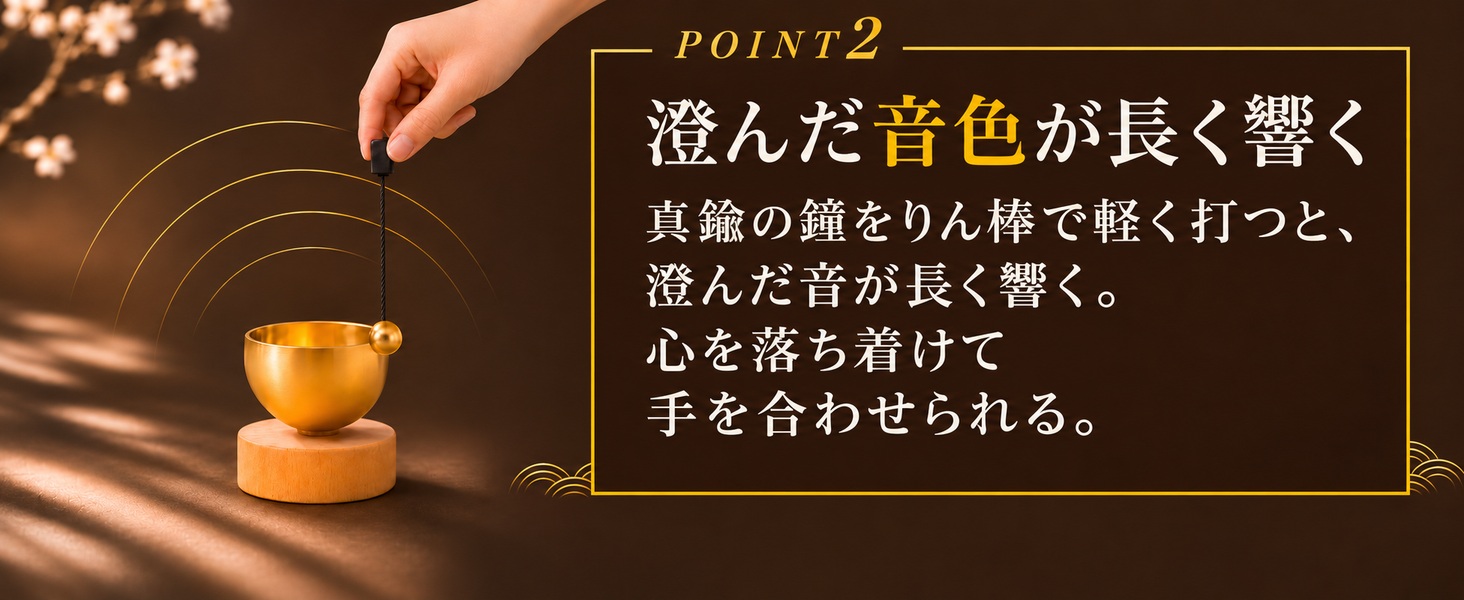 POINT2
澄んだ音色が長く響く
真鍮の鐘をりん棒で軽く打つと、
澄んだ音が長く響く。
心を落ち着けて
手を合わせられる。